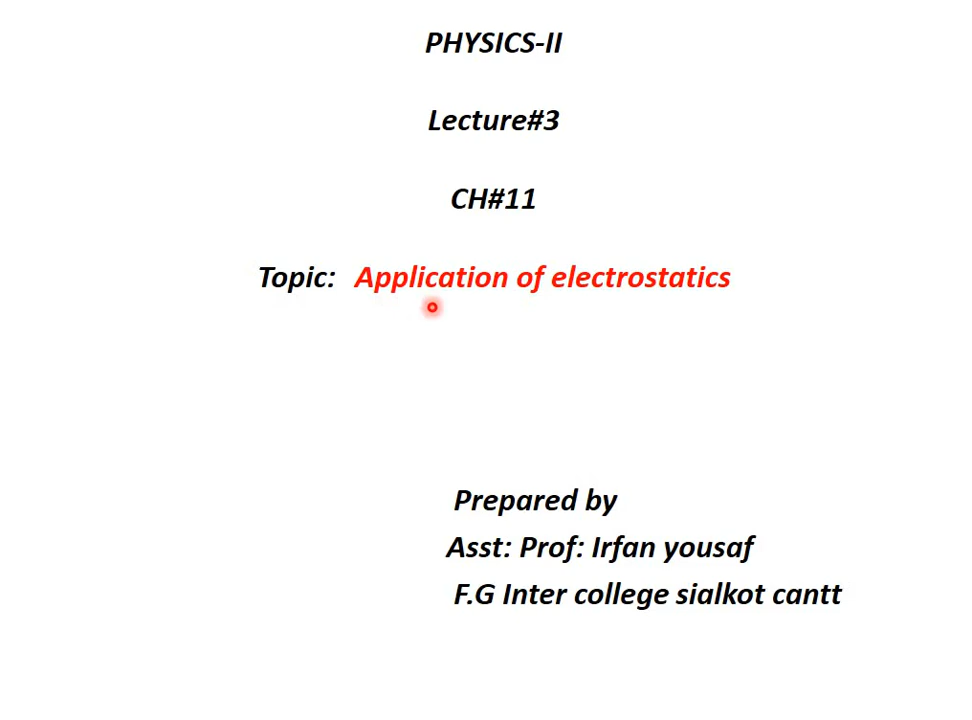 PHYSICS-II
Lecture#3
CH#11
Topic: Application of electrostatics
Prepared by
Asst: Prof: Irfan yousaf
F.G Inter college sialkot cantt